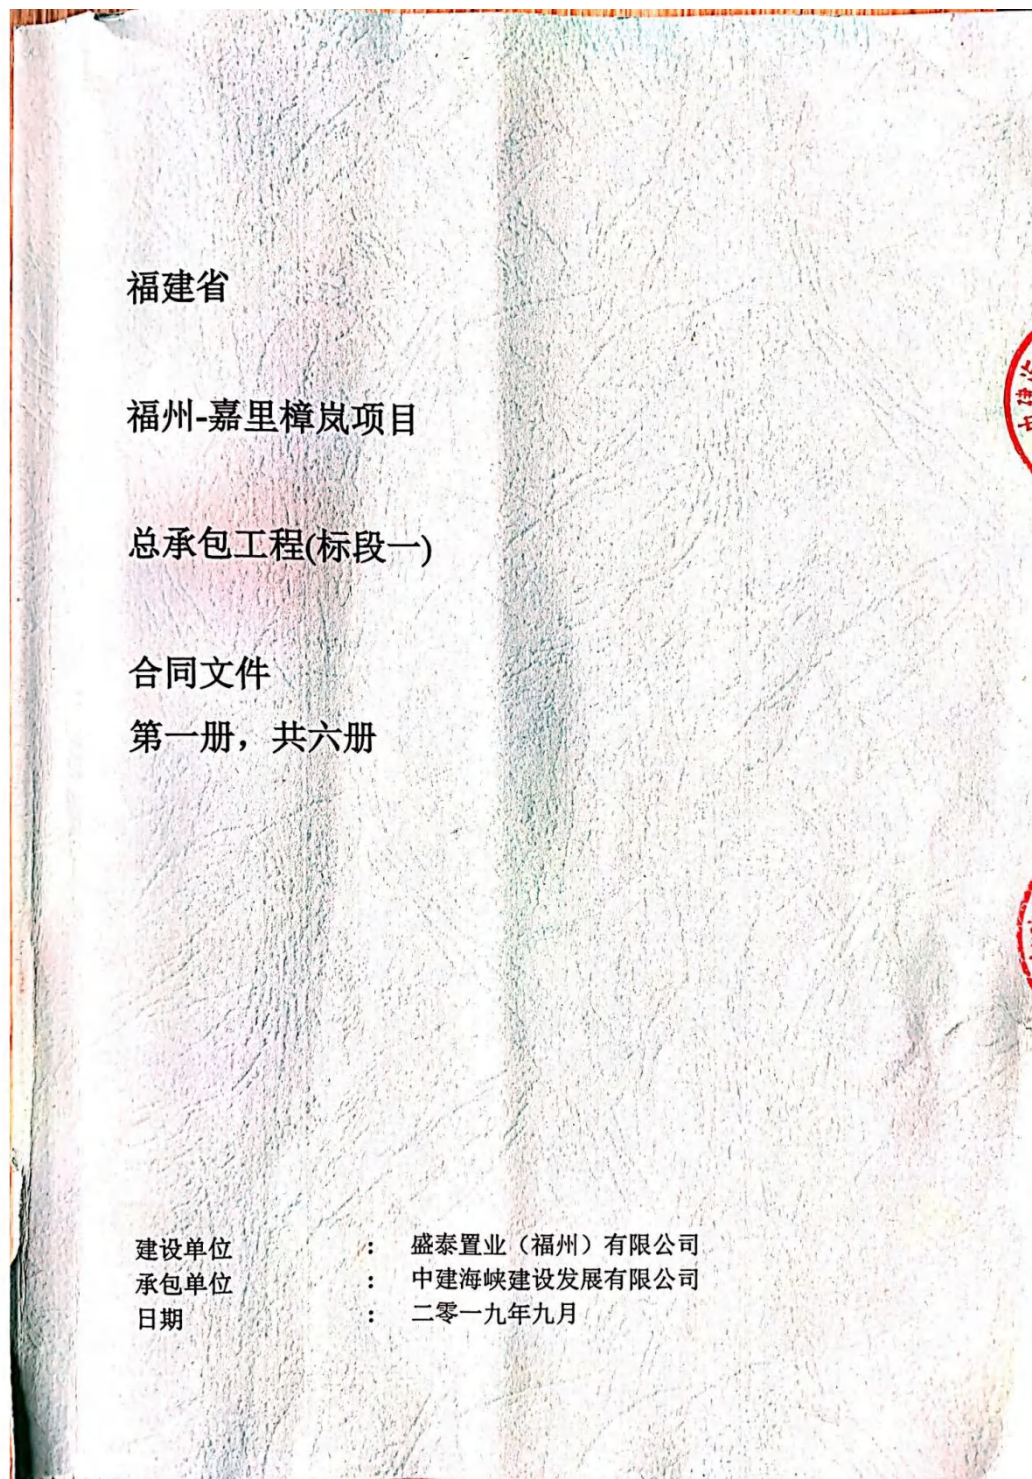 福建省
福州-嘉里樟岚项目
总承包工程(标段一)
合同文件
第一册，共六册
建设单位 : 盛泰置业（福州）有限公司
承包单位 : 中建海峡建设发展有限公司
日期 : 二零一九年九月